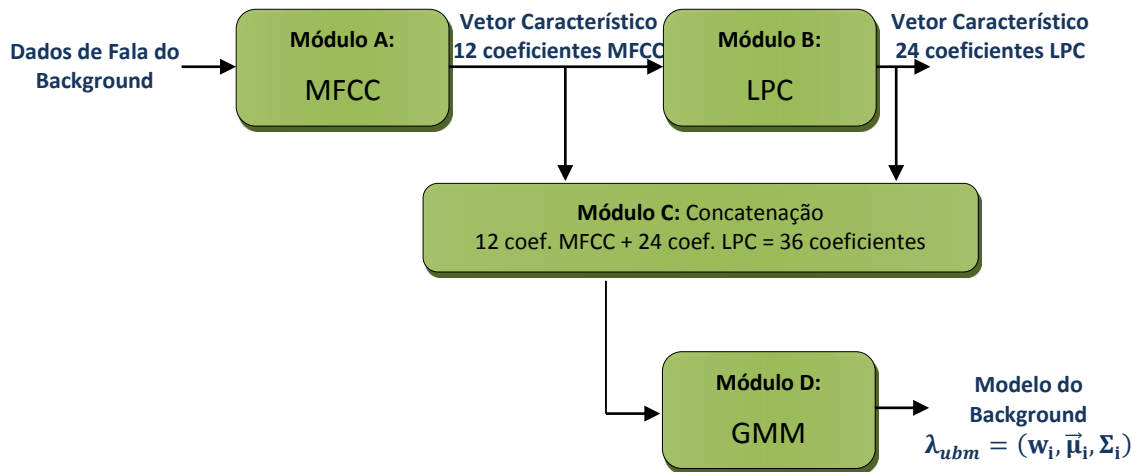 Dados de Fala do
Background
Módulo A:
MFCC
Vetor Característico
12 coeficientes MFCC
Módulo B:
LPC
Vetor Característico
24 coeficientes LPC
Módulo C: Concatenação
12 coef. MFCC + 24 coef. LPC = 36 coeficientes
Módulo D:
GMM
Modelo do
Background
λ_ubm = (w_i, μ⃗_i, Σ_i)